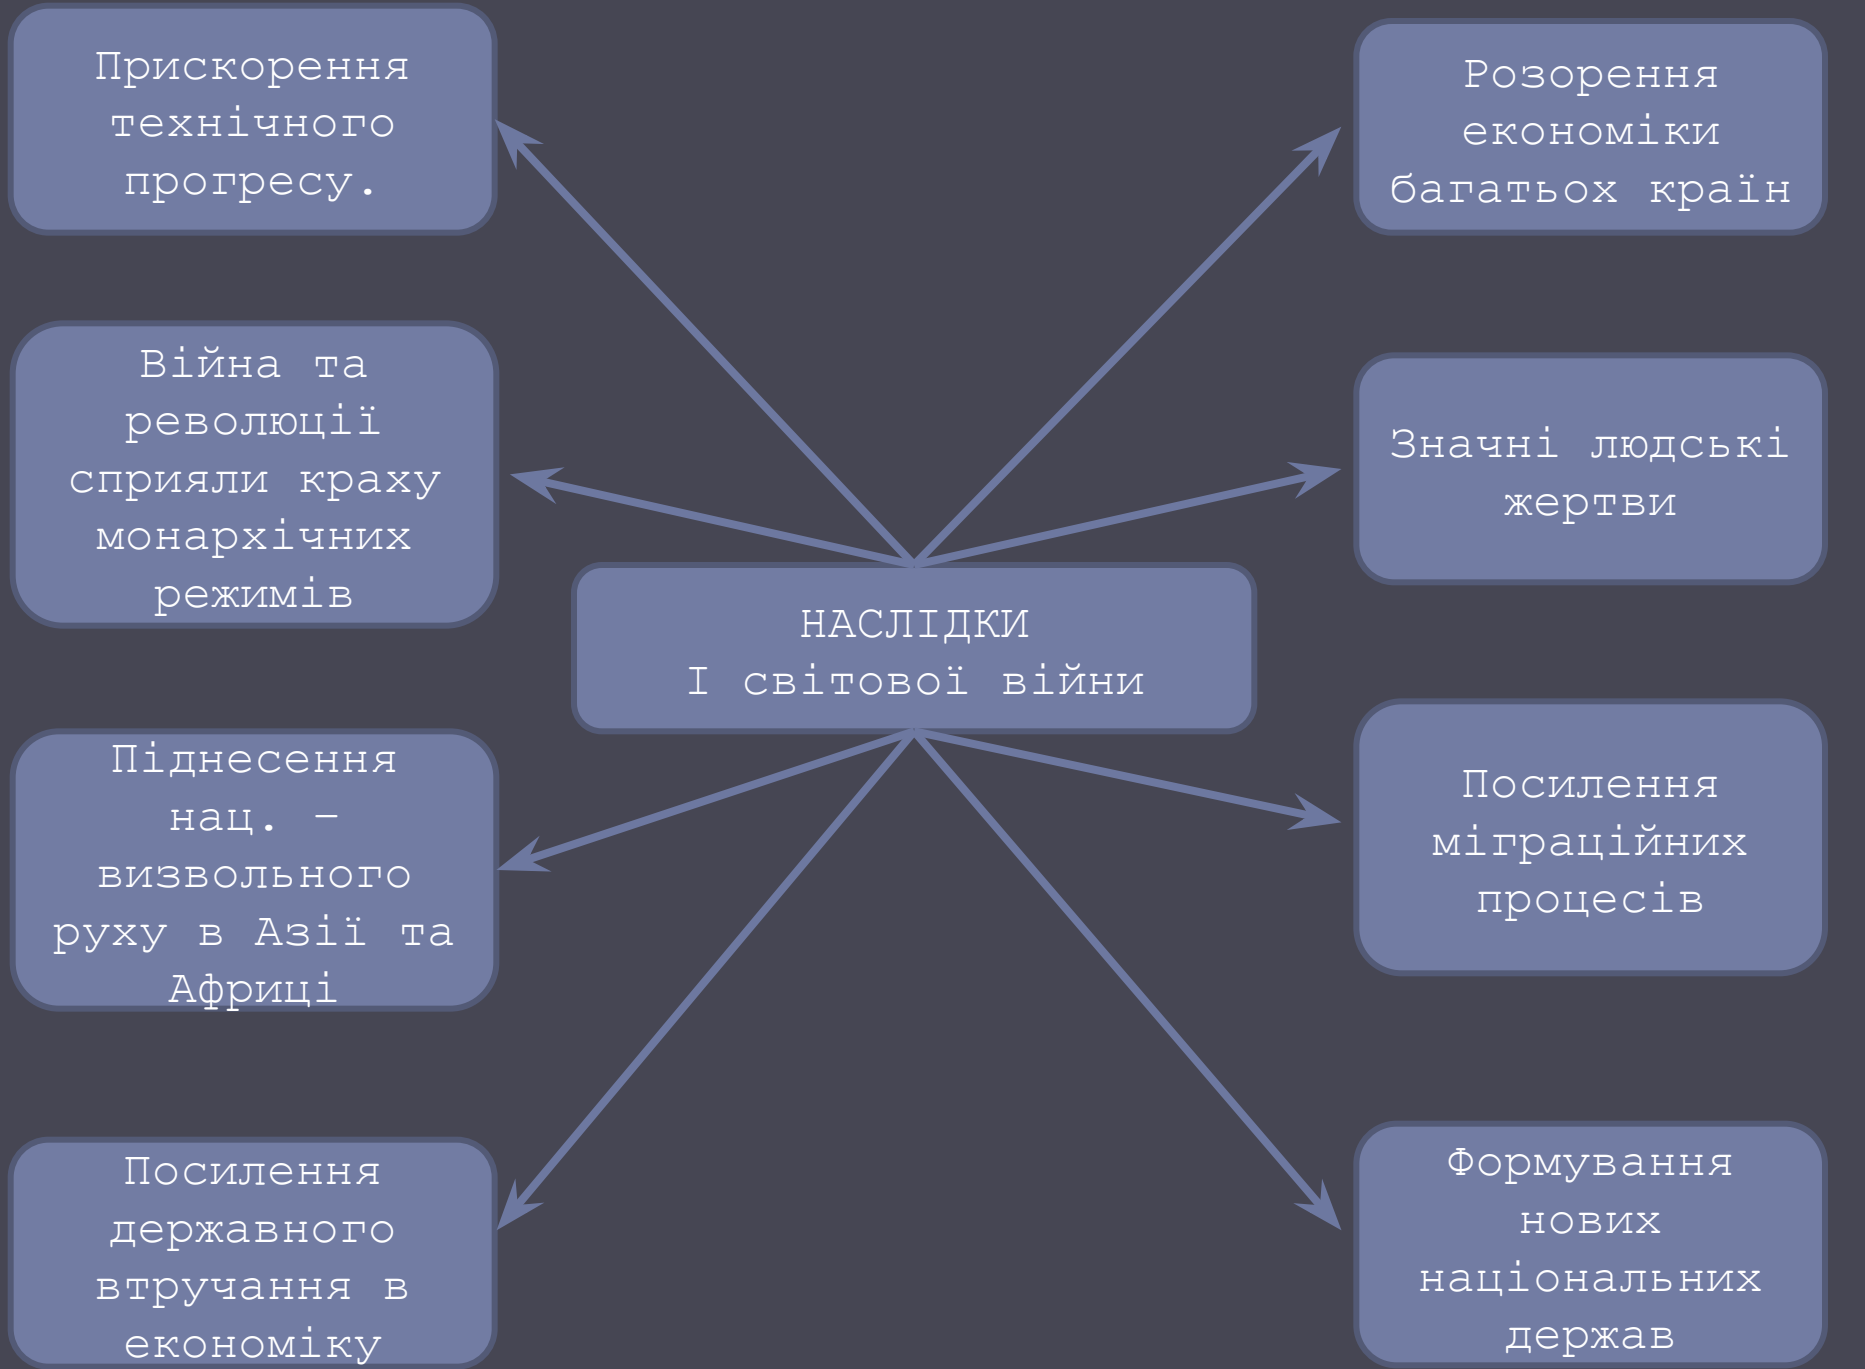 Прискорення
технічного
прогресу.
Розорення
економіки
багатьох країн
Війна та
революції
сприяли краху
монархічних
режимів
Значні людські
жертви
НАСЛІДКИ
І світової війни
Піднесення
нац. –
визвольного
руху в Азії та
Африці
Посилення
міграційних
процесів
Посилення
державного
втручання в
економіку
Формування
нових
національних
держав